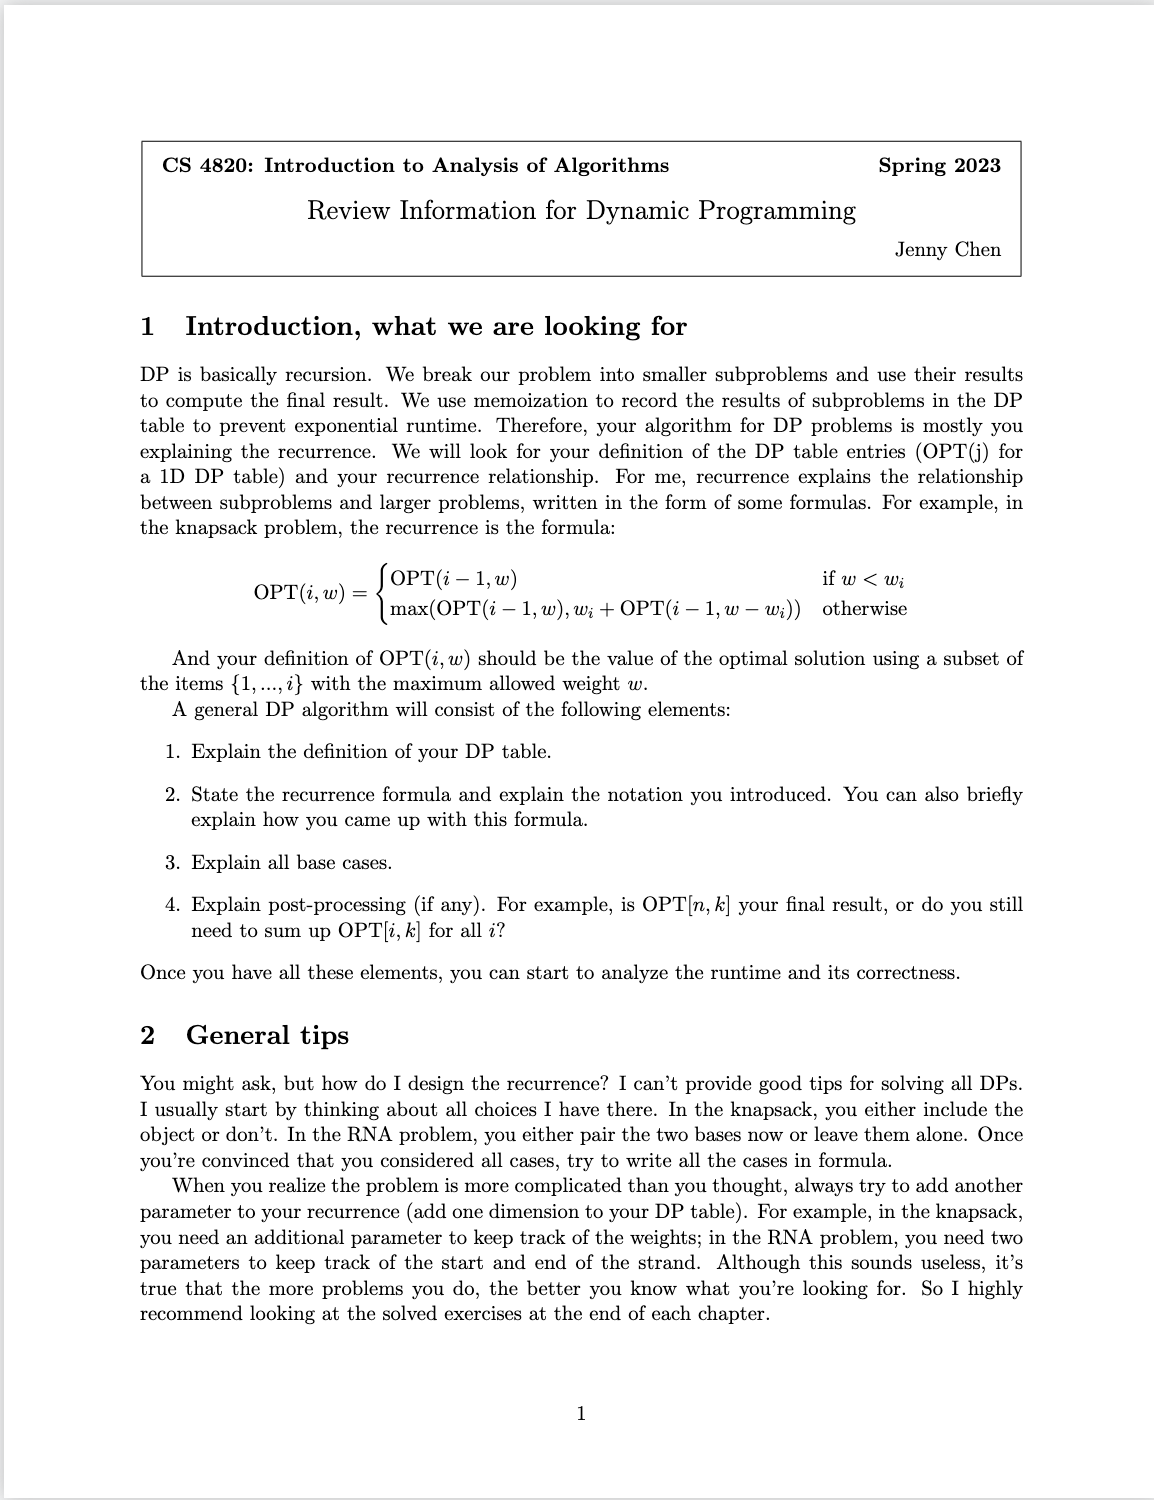 CS 4820: Introduction to Analysis of Algorithms Spring 2023
Review Information for Dynamic Programming
Jenny Chen
1 Introduction, what we are looking for
DP is basically recursion. We break our problem into smaller subproblems and use their results
to compute the final result. We use memoization to record the results of subproblems in the DP
table to prevent exponential runtime. Therefore, your algorithm for DP problems is mostly you
explaining the recurrence. We will look for your definition of the DP table entries (OPT(j) for
a 1D DP table) and your recurrence relationship. For me, recurrence explains the relationship
between subproblems and larger problems, written in the form of some formulas. For example, in
the knapsack problem, the recurrence is the formula:
OPT(i, w) = { OPT(i − 1, w) if w < wᵢ
max(OPT(i − 1, w), wᵢ + OPT(i − 1, w − wᵢ)) otherwise
And your definition of OPT(i, w) should be the value of the optimal solution using a subset of
the items {1, ..., i} with the maximum allowed weight w.
A general DP algorithm will consist of the following elements:
1. Explain the definition of your DP table.
2. State the recurrence formula and explain the notation you introduced. You can also briefly
explain how you came up with this formula.
3. Explain all base cases.
4. Explain post-processing (if any). For example, is OPT[n, k] your final result, or do you still
need to sum up OPT[i, k] for all i?
Once you have all these elements, you can start to analyze the runtime and its correctness.
2 General tips
You might ask, but how do I design the recurrence? I can't provide good tips for solving all DPs.
I usually start by thinking about all choices I have there. In the knapsack, you either include the
object or don't. In the RNA problem, you either pair the two bases now or leave them alone. Once
you're convinced that you considered all cases, try to write all the cases in formula.
When you realize the problem is more complicated than you thought, always try to add another
parameter to your recurrence (add one dimension to your DP table). For example, in the knapsack,
you need an additional parameter to keep track of the weights; in the RNA problem, you need two
parameters to keep track of the start and end of the strand. Although this sounds useless, it's
true that the more problems you do, the better you know what you're looking for. So I highly
recommend looking at the solved exercises at the end of each chapter.
1